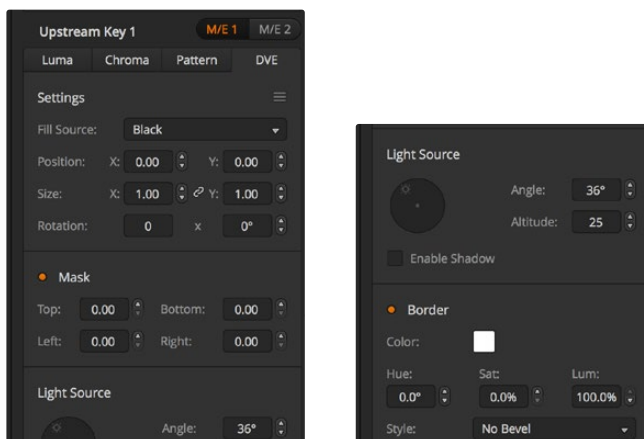 Upstream Key 1 M/E 1 M/E 2
Luma Chroma Pattern DVE
Settings
Fill Source: Black
Position: X: 0.00 Y: 0.00
Size: X: 1.00 Y: 1.00
Rotation: 0 x 0°
Mask
Top: 0.00 Bottom: 0.00
Left: 0.00 Right: 0.00
Light Source
Angle: 36°
Light Source
Angle: 36°
Altitude: 25
Enable Shadow
Border
Color:
Hue: Sat: Lum:
0.0° 0.0% 100.0%
Style: No Bevel